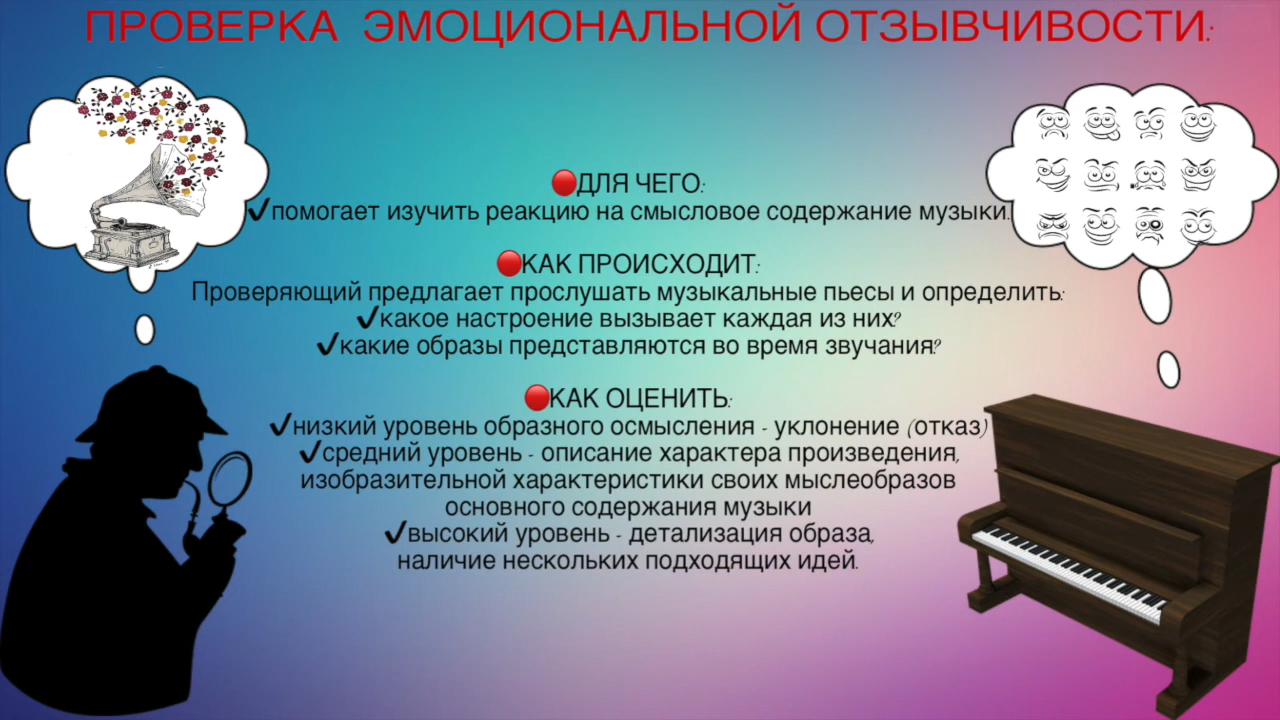 ПРОВЕРКА ЭМОЦИОНАЛЬНОЙ ОТЗЫВЧИВОСТИ:
ДЛЯ ЧЕГО:
✔помогает изучить реакцию на смысловое содержание музыки.
КАК ПРОИСХОДИТ:
Проверяющий предлагает прослушать музыкальные пьесы и определить:
✔какое настроение вызывает каждая из них?
✔какие образы представляются во время звучания?
КАК ОЦЕНИТЬ:
✔низкий уровень образного осмысления - уклонение (отказ)
✔средний уровень - описание характера произведения,
изобразительной характеристики своих мыслеобразов
основного содержания музыки
✔высокий уровень - детализация образа,
наличие нескольких подходящих идей.